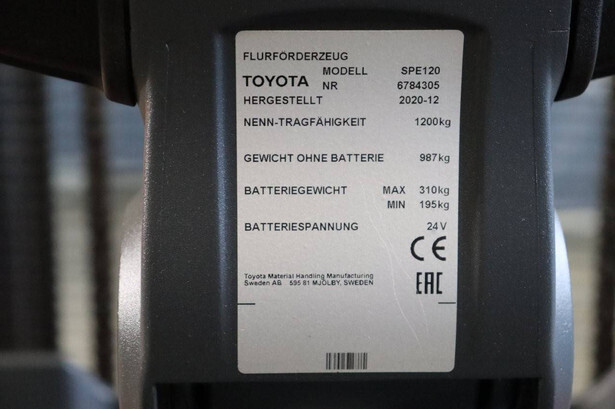 FLURFÖRDERZEUG
TOYOTA MODELL SPE120
NR 6784305
HERGESTELLT 2020-12
NENN-TRAGFÄHIGKEIT 1200kg
GEWICHT OHNE BATTERIE 987kg
BATTERIEGEWICHT MAX 310kg
MIN 195kg
BATTERIESPANNUNG 24V
CE
Toyota Material Handling Manufacturing
Sweden AB 595 81 MJÖLBY, SWEDEN
EAC